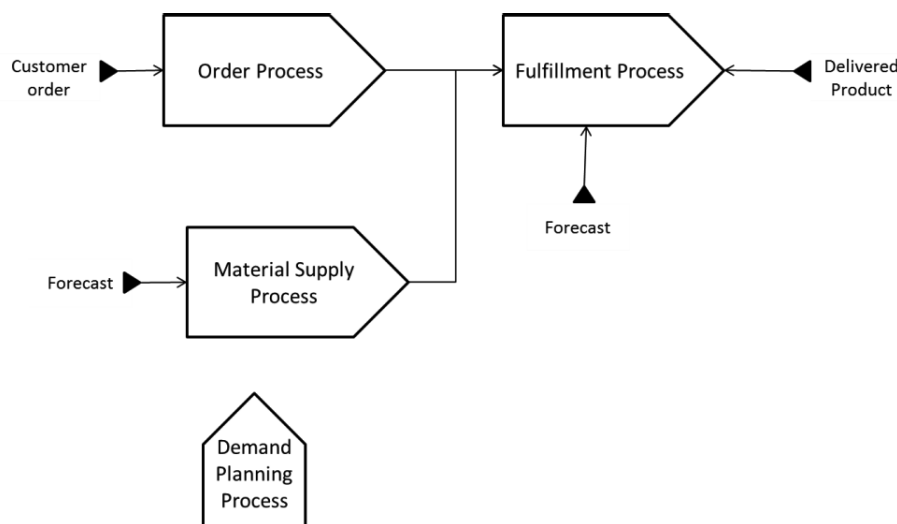 Customer
order
Order Process
Fulfillment Process
Delivered
Product
Forecast
Forecast
Material Supply
Process
Demand
Planning
Process